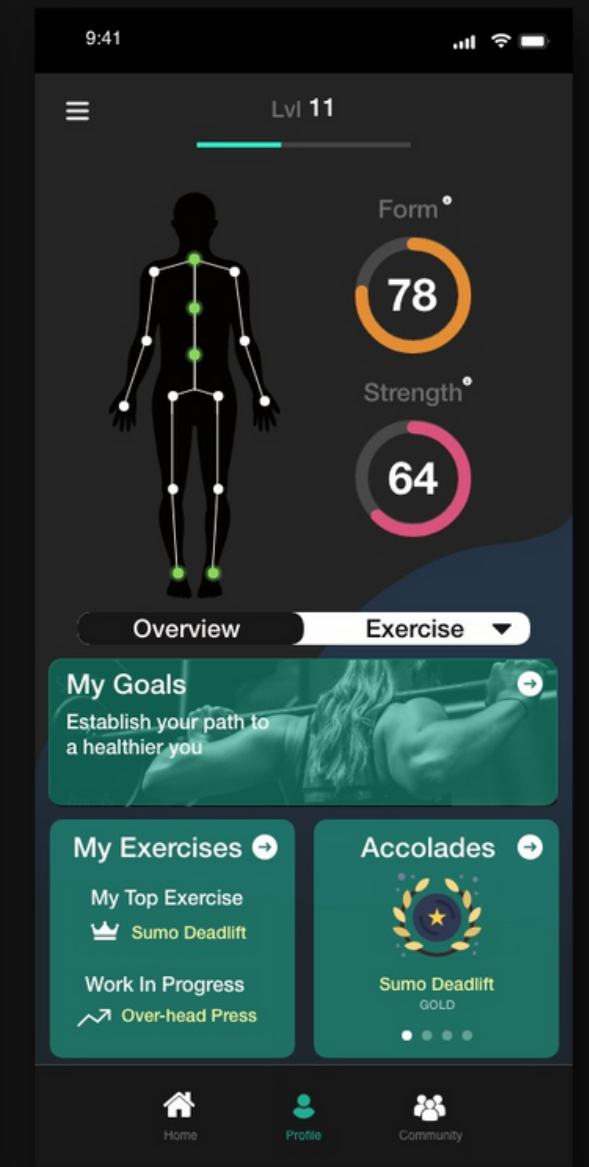 9:41
Lvl 11
Form
78
Strength
64
Overview
Exercise
My Goals
Establish your path to
a healthier you
My Exercises
My Top Exercise
Sumo Deadlift
Work In Progress
Over-head Press
Accolades
Sumo Deadlift
GOLD
Home
Profile
Community